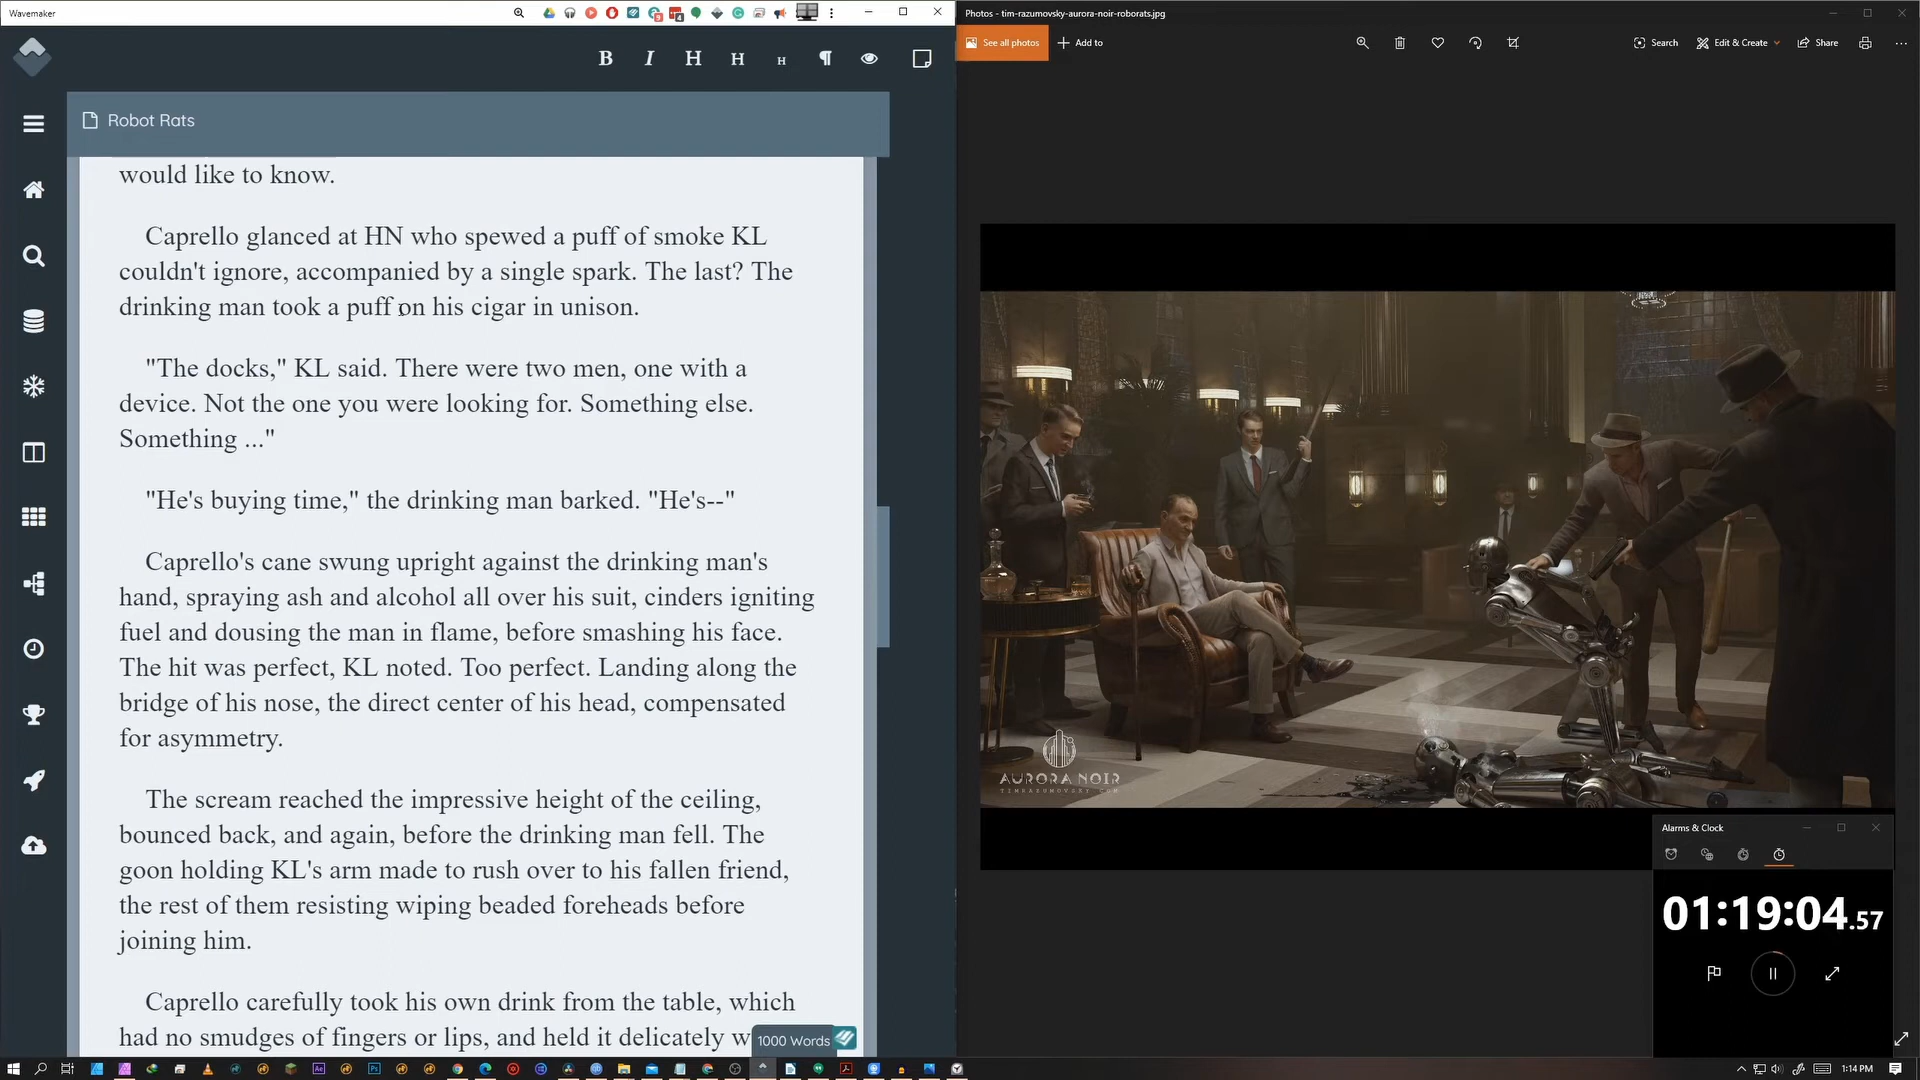 Wavemaker
B I H H H ¶
Robot Rats
would like to know.
Caprello glanced at HN who spewed a puff of smoke KL
couldn't ignore, accompanied by a single spark. The last? The
drinking man took a puff on his cigar in unison.
"The docks," KL said. There were two men, one with a
device. Not the one you were looking for. Something else.
Something ..."
"He's buying time," the drinking man barked. "He's--"
Caprello's cane swung upright against the drinking man's
hand, spraying ash and alcohol all over his suit, cinders igniting
fuel and dousing the man in flame, before smashing his face.
The hit was perfect, KL noted. Too perfect. Landing along the
bridge of his nose, the direct center of his head, compensated
for asymmetry.
The scream reached the impressive height of the ceiling,
bounced back, and again, before the drinking man fell. The
goon holding KL's arm made to rush over to his fallen friend,
the rest of them resisting wiping beaded foreheads before
joining him.
Caprello carefully took his own drink from the table, which
had no smudges of fingers or lips, and held it delicately w
1000 Words
Photos - tim-razumovsky-aurora-noir-roborats.jpg
See all photos
Add to
Search
Edit & Create
Share
AURORA NOIR
TIMRAZUMOVSKY.COM
Alarms & Clock
01:19:04.57
1:14 PM